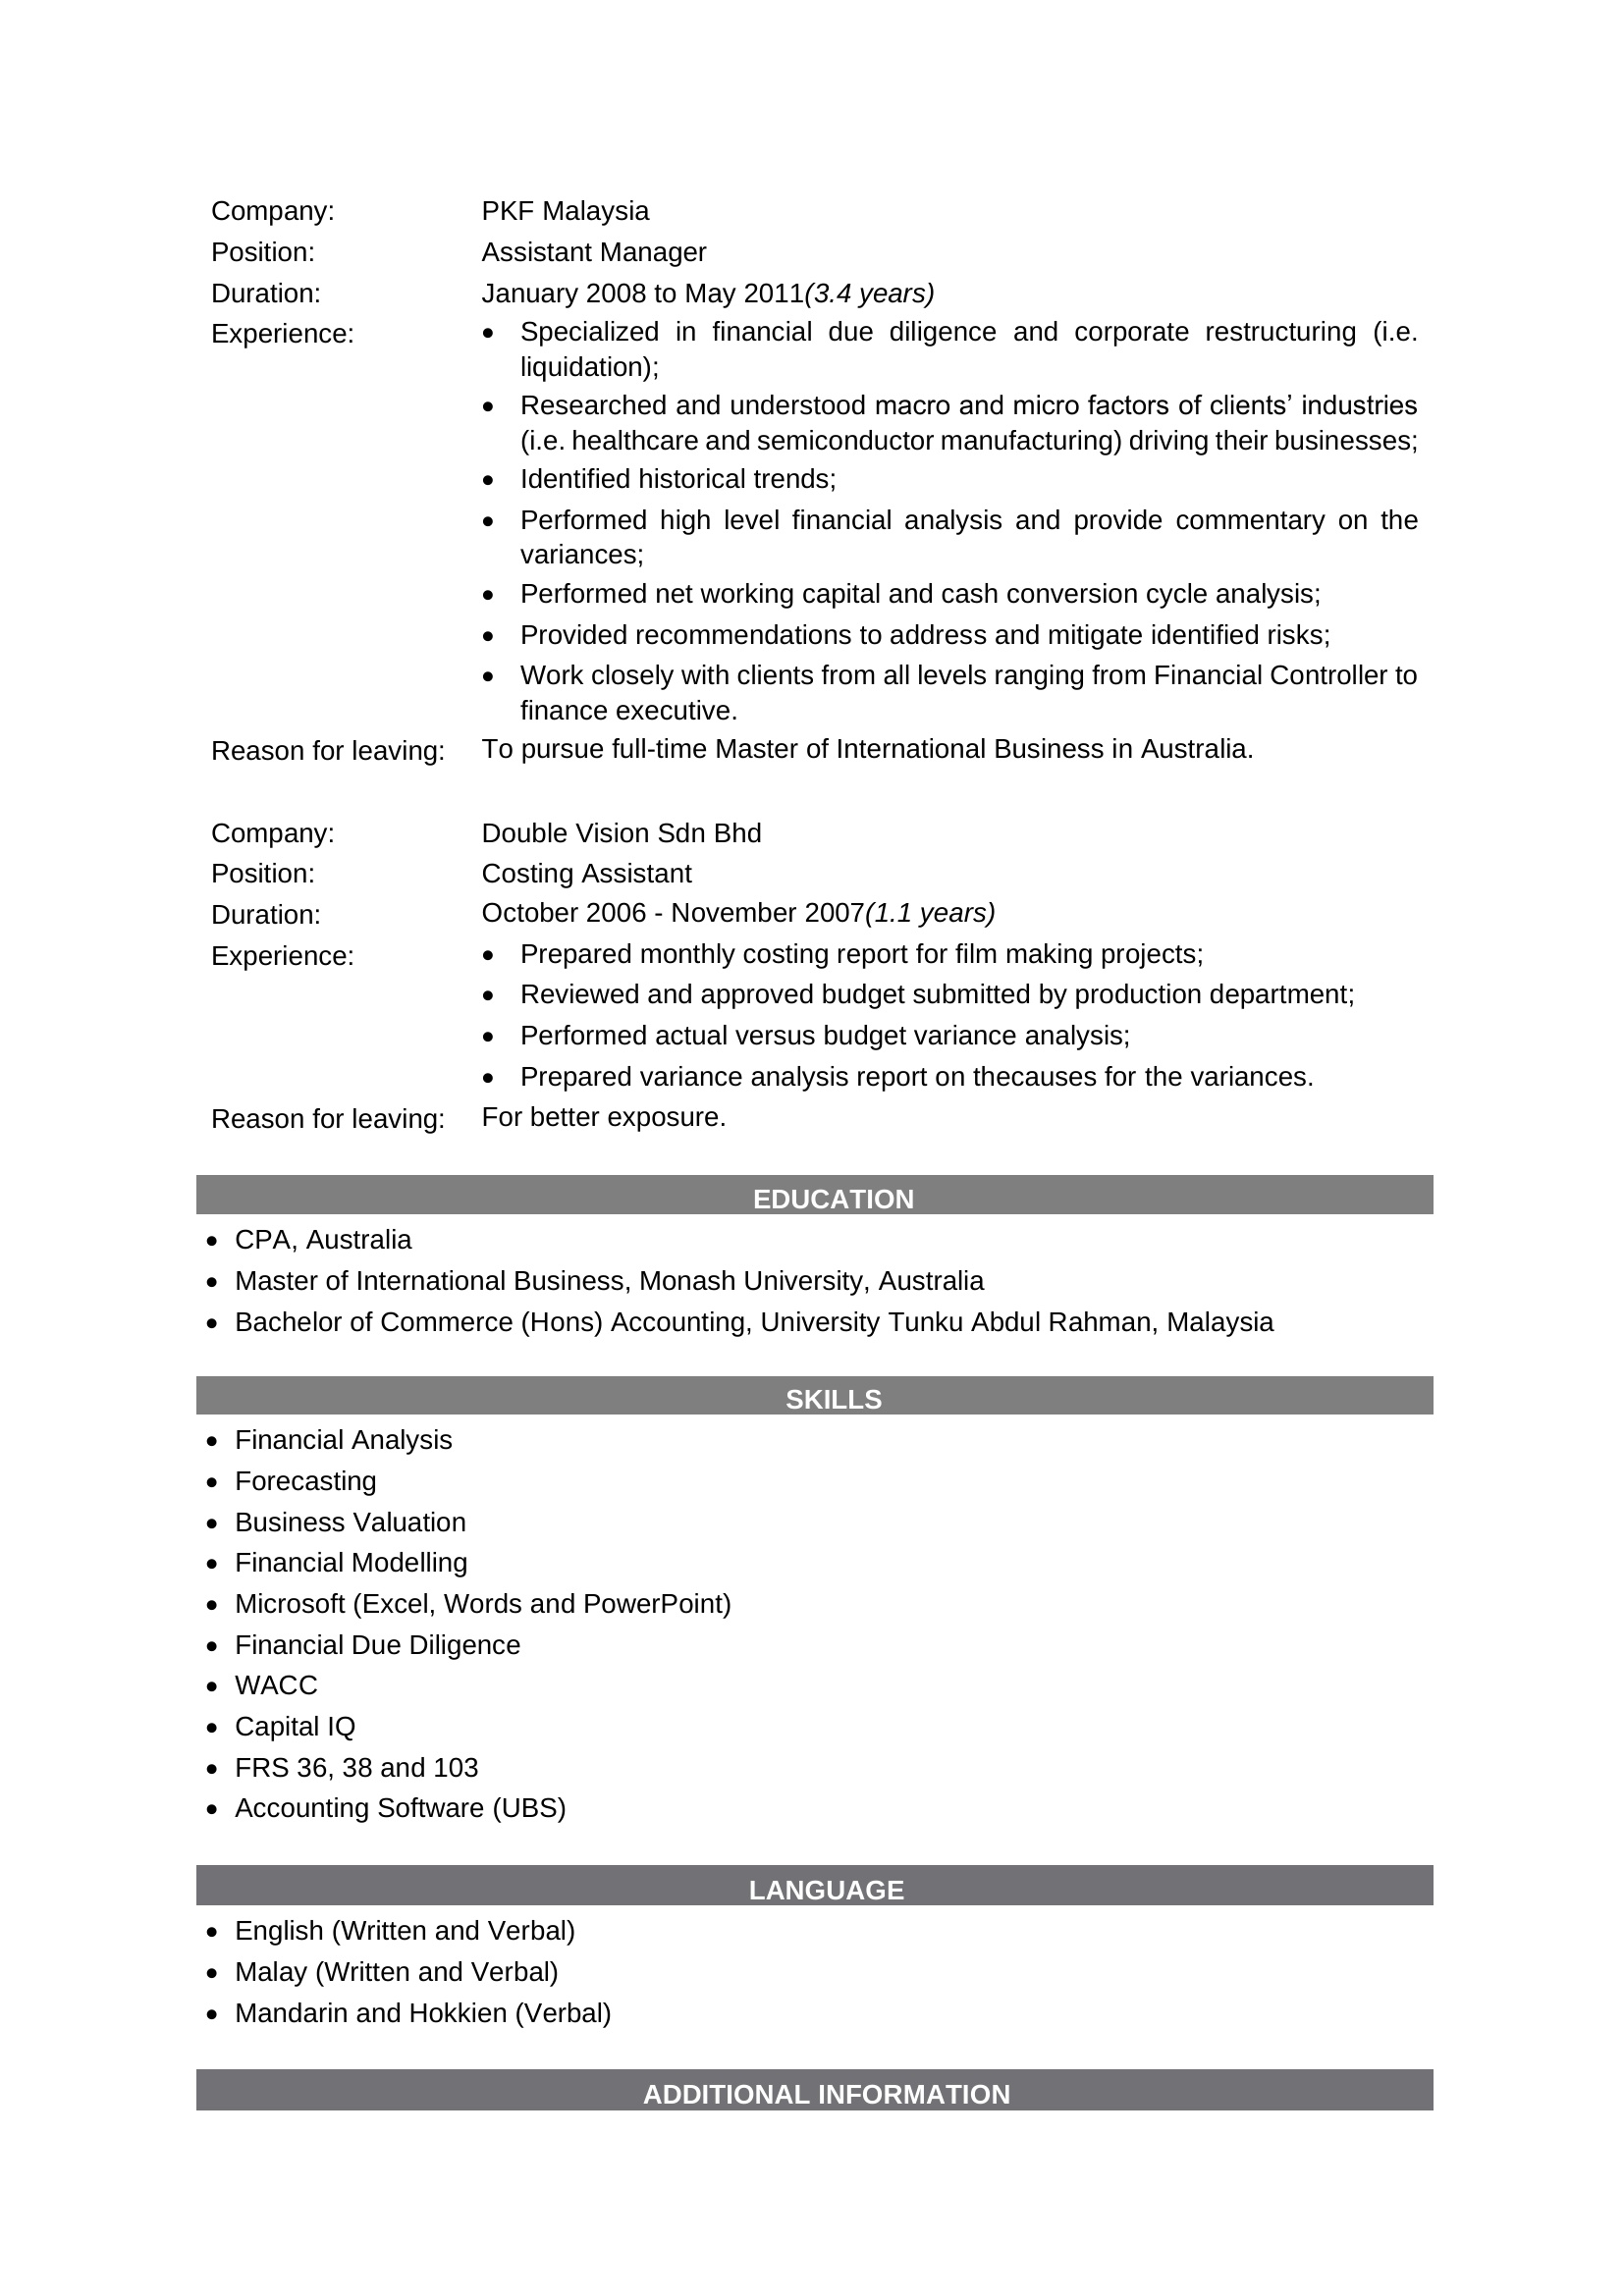 Company: PKF Malaysia
Position: Assistant Manager
Duration: January 2008 to May 2011(3.4 years)
Experience: • Specialized in financial due diligence and corporate restructuring (i.e.
liquidation);
• Researched and understood macro and micro factors of clients’ industries
(i.e. healthcare and semiconductor manufacturing) driving their businesses;
• Identified historical trends;
• Performed high level financial analysis and provide commentary on the
variances;
• Performed net working capital and cash conversion cycle analysis;
• Provided recommendations to address and mitigate identified risks;
• Work closely with clients from all levels ranging from Financial Controller to
finance executive.
Reason for leaving: To pursue full-time Master of International Business in Australia.
Company: Double Vision Sdn Bhd
Position: Costing Assistant
Duration: October 2006 - November 2007(1.1 years)
Experience: • Prepared monthly costing report for film making projects;
• Reviewed and approved budget submitted by production department;
• Performed actual versus budget variance analysis;
• Prepared variance analysis report on thecauses for the variances.
Reason for leaving: For better exposure.
EDUCATION
• CPA, Australia
• Master of International Business, Monash University, Australia
• Bachelor of Commerce (Hons) Accounting, University Tunku Abdul Rahman, Malaysia
SKILLS
• Financial Analysis
• Forecasting
• Business Valuation
• Financial Modelling
• Microsoft (Excel, Words and PowerPoint)
• Financial Due Diligence
• WACC
• Capital IQ
• FRS 36, 38 and 103
• Accounting Software (UBS)
LANGUAGE
• English (Written and Verbal)
• Malay (Written and Verbal)
• Mandarin and Hokkien (Verbal)
ADDITIONAL INFORMATION